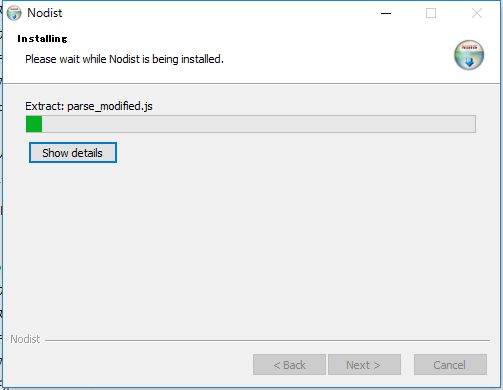 Nodist
Installing
Please wait while Nodist is being installed.
Extract: parse_modified.js
Show details
Nodist
< Back
Next >
Cancel